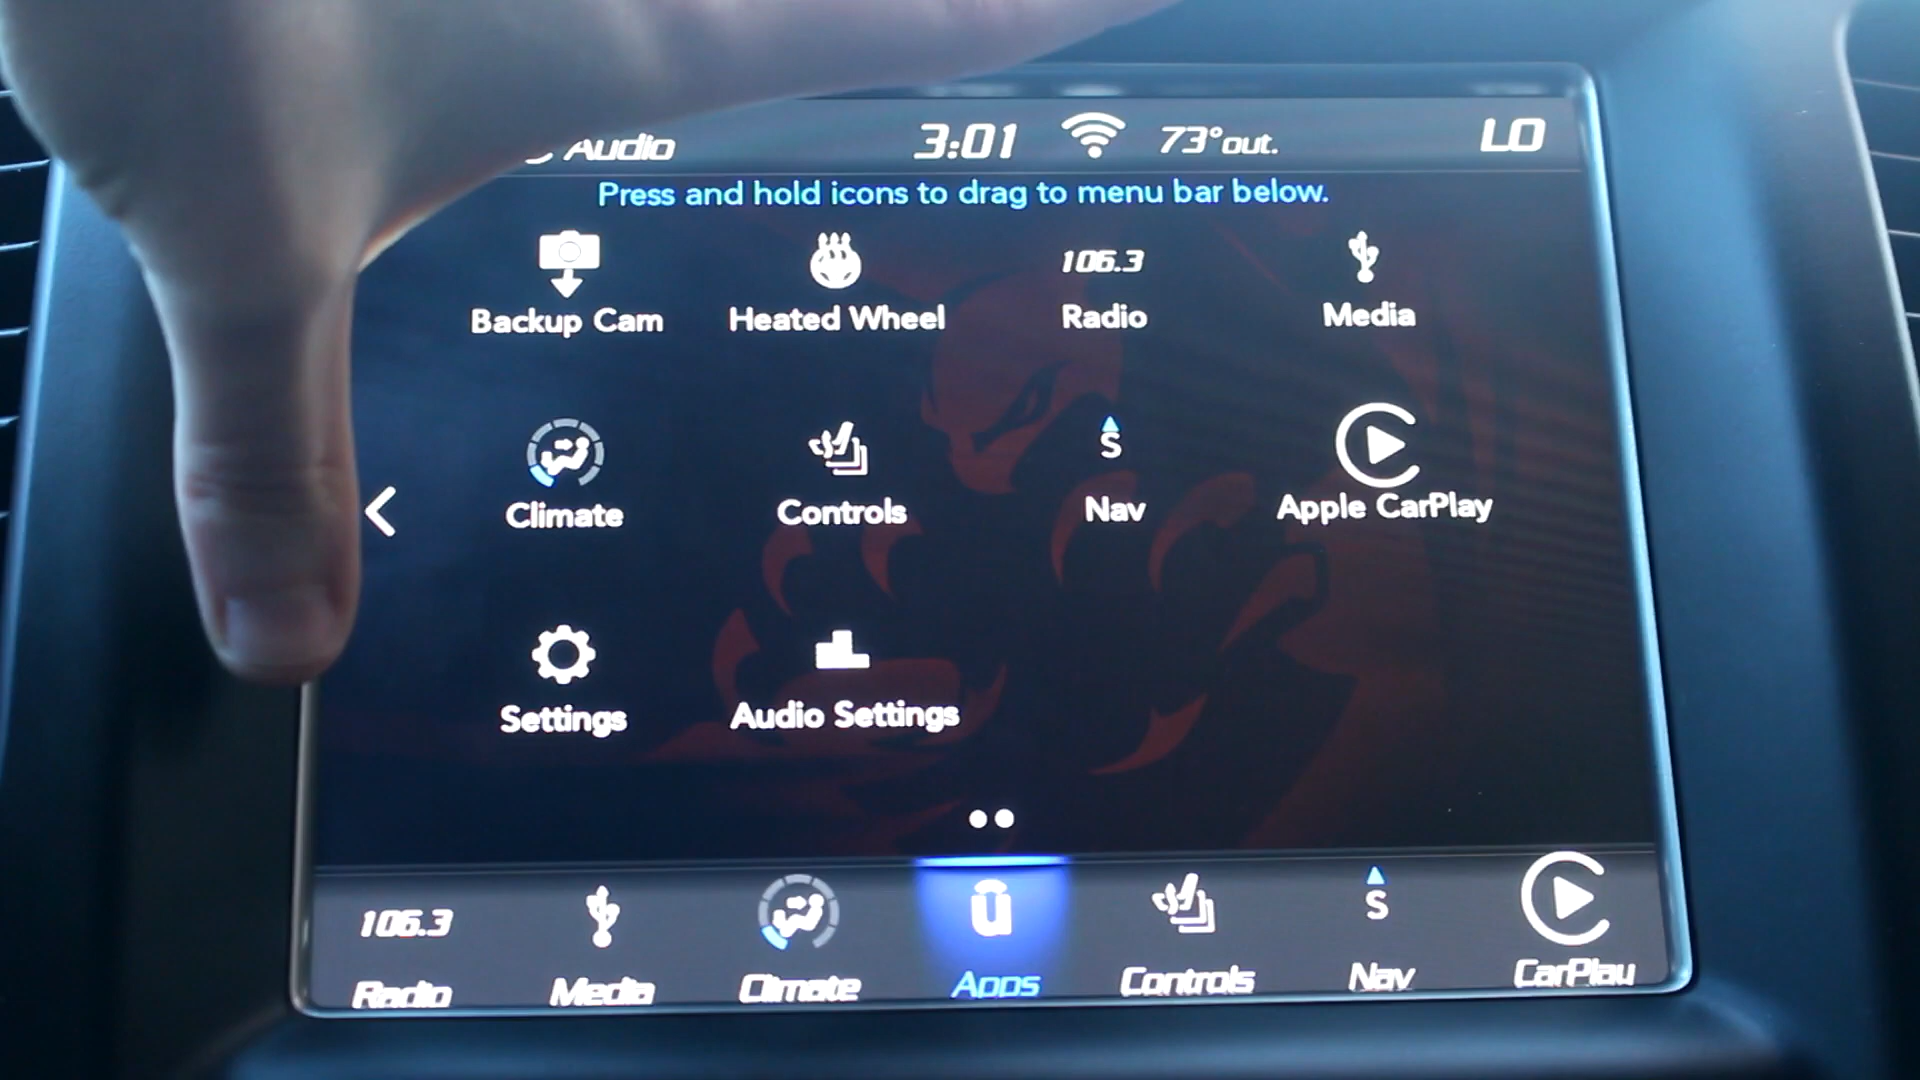 Audio 3:01 73°out. LO
Press and hold icons to drag to menu bar below.
106.3
Backup Cam Heated Wheel Radio Media
S
Climate Controls Nav Apple CarPlay
Settings Audio Settings
106.3 û S
Radio Media Climate Apps Controls Nav CarPlay